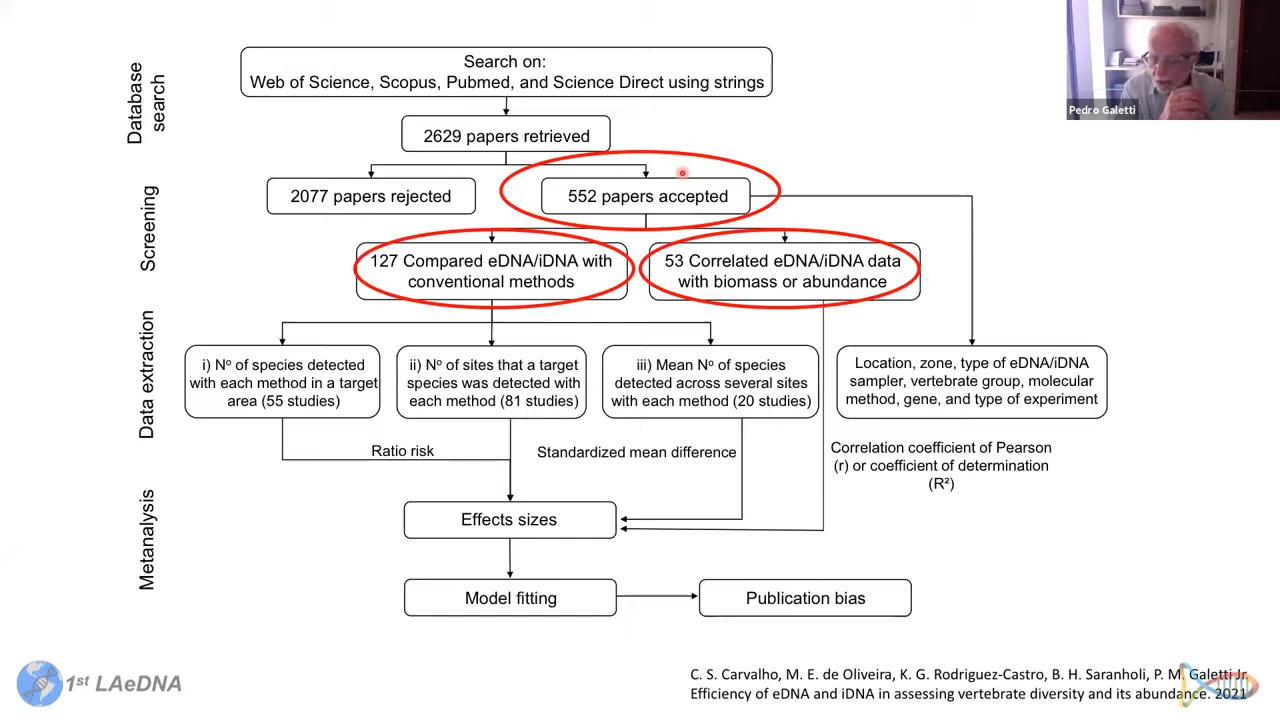 Database
search
Search on:
Web of Science, Scopus, Pubmed, and Science Direct using strings
2629 papers retrieved
Pedro Galetti
Screening
2077 papers rejected
552 papers accepted
127 Compared eDNA/iDNA with
conventional methods
53 Correlated eDNA/iDNA data
with biomass or abundance
Data extraction
i) Nº of species detected
with each method in a target
area (55 studies)
ii) Nº of sites that a target
species was detected with
each method (81 studies)
iii) Mean Nº of species
detected across several sites
with each method (20 studies)
Location, zone, type of eDNA/iDNA
sampler, vertebrate group, molecular
method, gene, and type of experiment
Ratio risk
Standardized mean difference
Correlation coefficient of Pearson
(r) or coefficient of determination
(R²)
Metanalysis
Effects sizes
Model fitting
Publication bias
1st LAeDNA
C. S. Carvalho, M. E. de Oliveira, K. G. Rodriguez-Castro, B. H. Saranholi, P. M. Galetti Jr.
Efficiency of eDNA and iDNA in assessing vertebrate diversity and its abundance. 2021